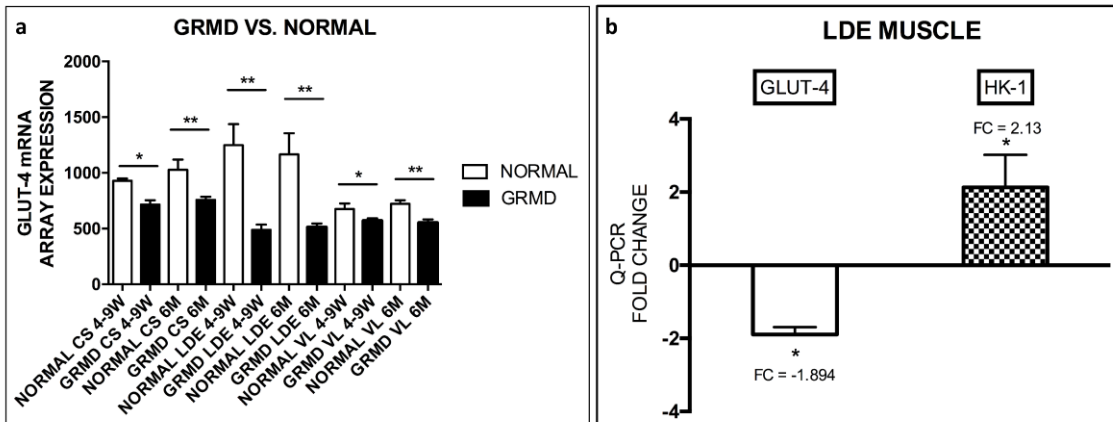 a
GRMD VS. NORMAL
GLUT-4 mRNA
ARRAY EXPRESSION
2000
1500
1000
500
0
*
**
**
**
*
**
NORMAL
GRMD
NORMAL CS 4-9W
GRMD CS 4-9W
NORMAL CS 6M
GRMD CS 6M
NORMAL LDE 4-9W
GRMD LDE 4-9W
NORMAL LDE 6M
GRMD LDE 6M
NORMAL VL 4-9W
GRMD VL 4-9W
NORMAL VL 6M
GRMD VL 6M
b
LDE MUSCLE
GLUT-4
HK-1
Q-PCR
FOLD CHANGE
4
2
0
-2
-4
FC = 2.13
*
*
FC = -1.894